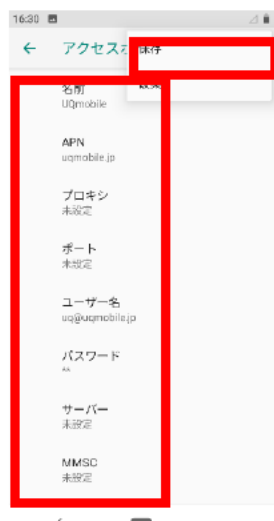 16:30
アクセスポ
保存
名前
UQmobile
APN
uqmobile.jp
プロキシ
未設定
ポート
未設定
ユーザー名
uq@uqmobile.jp
パスワード
**
サーバー
未設定
MMSC
未設定